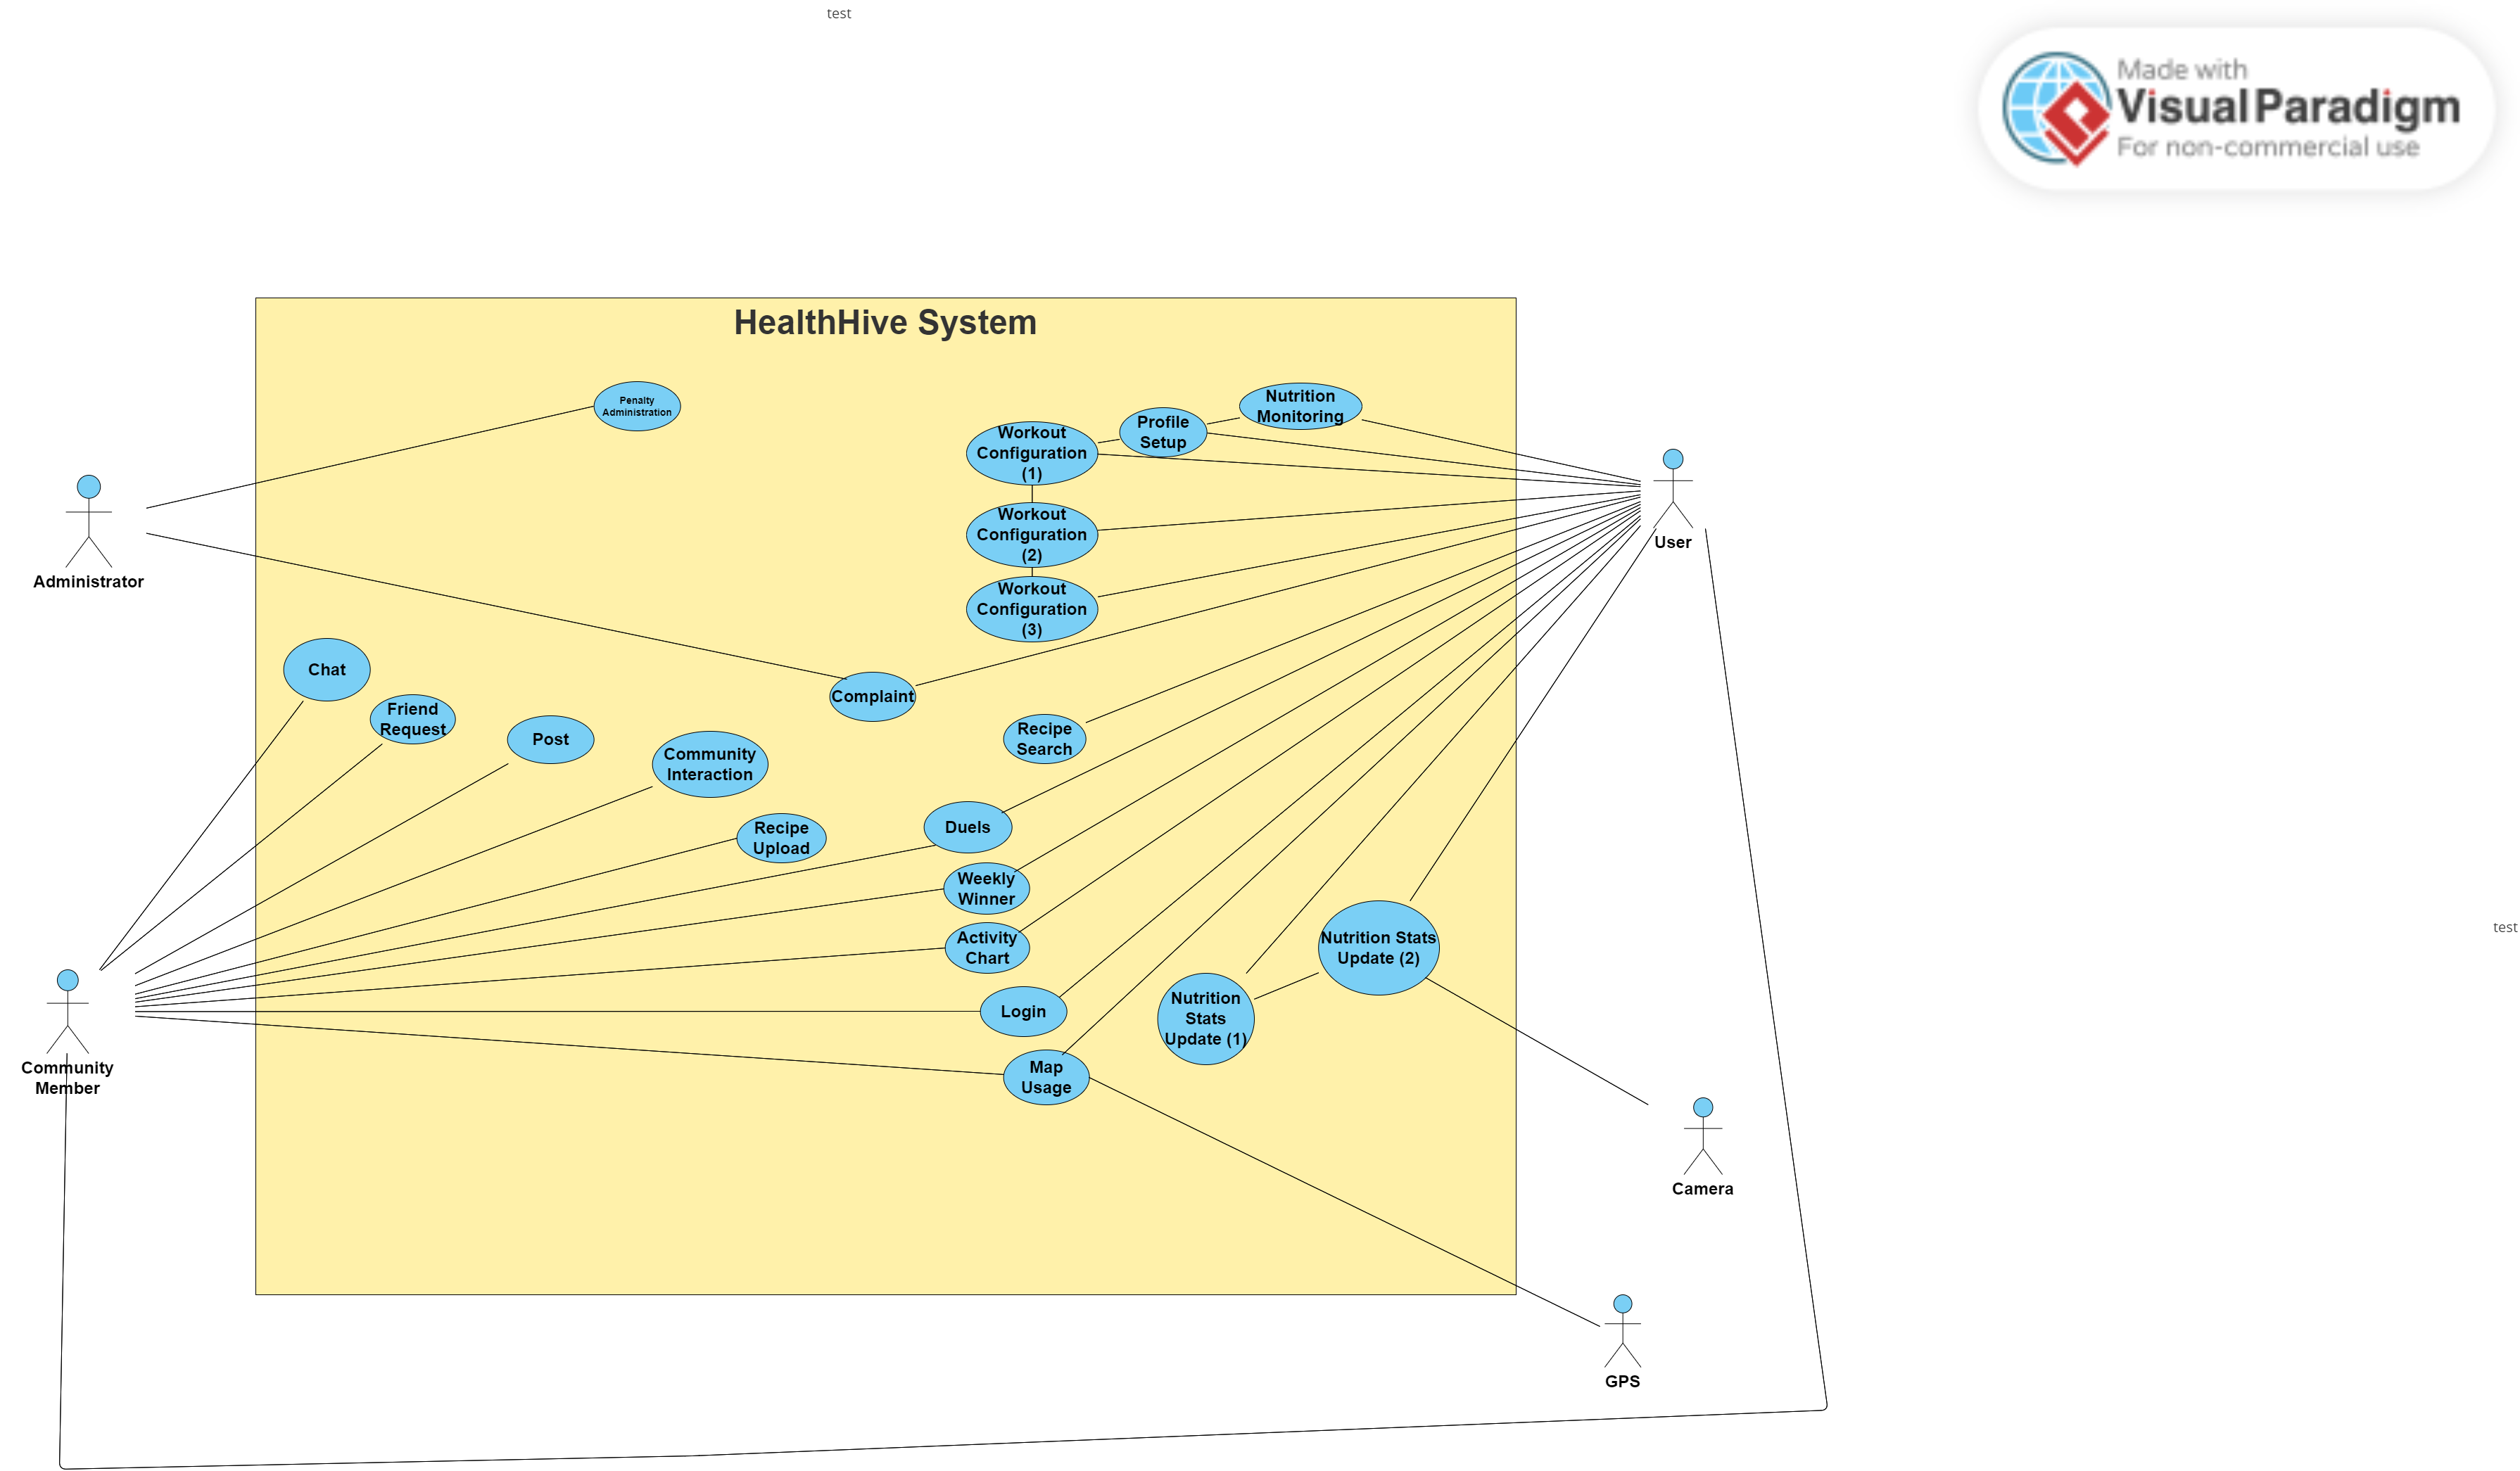 test
Made with
Visual Paradigm
For non-commercial use
HealthHive System
Penalty
Administration
Nutrition
Monitoring
Profile
Setup
Workout
Configuration
(1)
Workout
Configuration
(2)
Workout
Configuration
(3)
Administrator
User
Chat
Friend
Request
Post
Community
Interaction
Complaint
Recipe
Search
Recipe
Upload
Duels
Weekly
Winner
Activity
Chart
Login
Map
Usage
Nutrition
Stats
Update (1)
Nutrition Stats
Update (2)
test
Community
Member
Camera
GPS